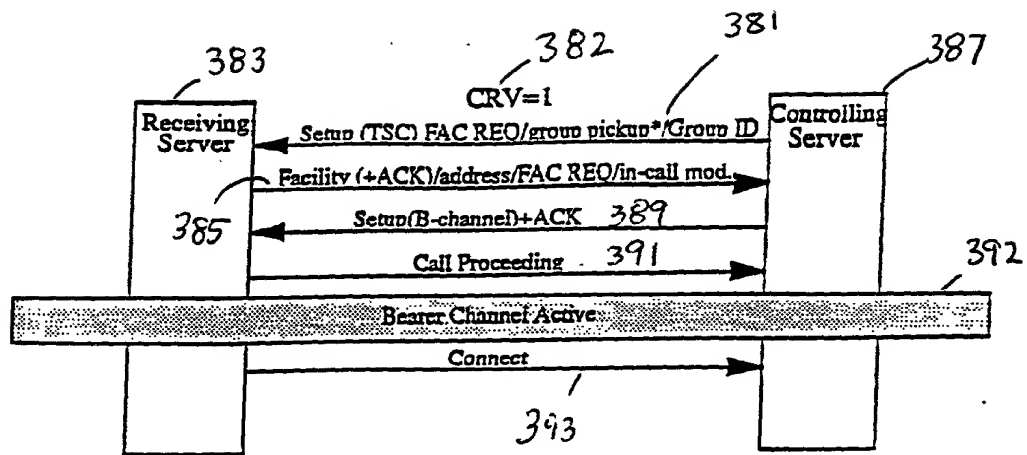 383
382
381
387
CRV=1
Receiving Server
Controlling Server
Setup (TSC) FAC REQ/group pickup*/Group ID
Facility (+ACK)/address/FAC REQ/in-call mod.
385
Setup(B-channel)+ACK 389
Call Proceeding 391
392
Bearer Channel Active
Connect
393